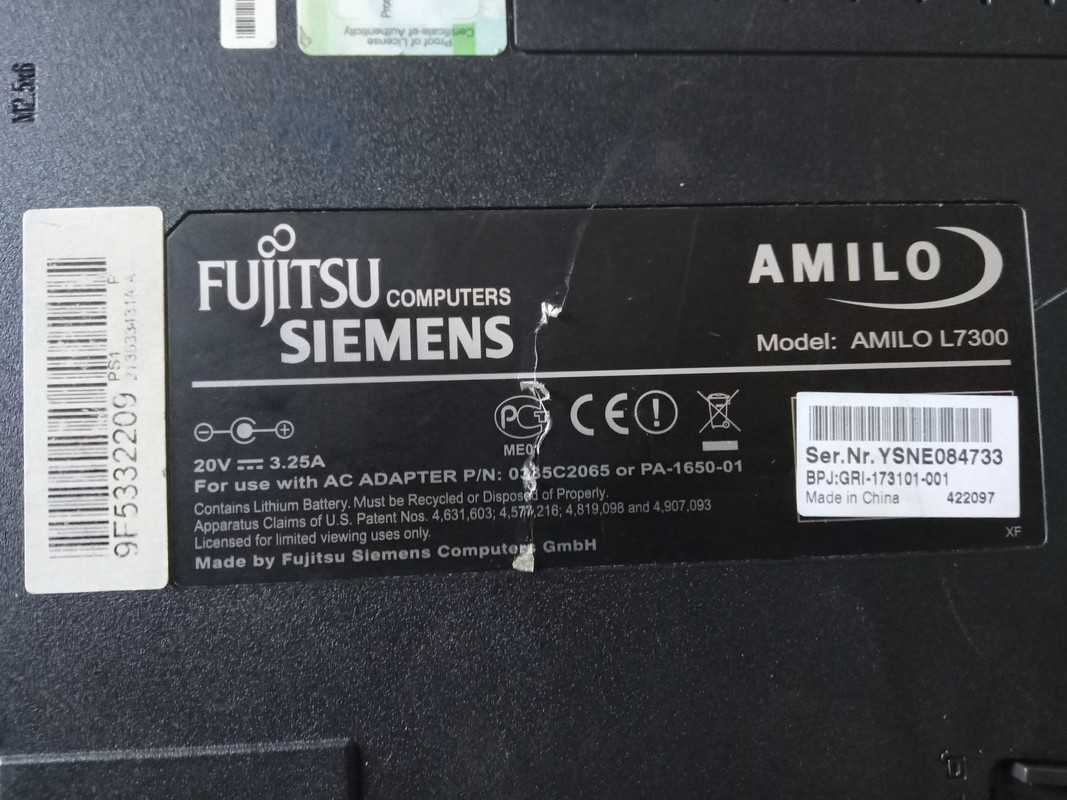 Certificate of Authenticity
Proof of License
M2.5x6
9F5332209
PS1
F
FUJITSU COMPUTERS
SIEMENS
AMILO
Model: AMILO L7300
20V 3.25A
For use with AC ADAPTER P/N: or PA-1650-01
Contains Lithium Battery. Must be Recycled or Disposed of Properly.
Apparatus Claims of U.S. Patent Nos. 4,631,603; 4,577,216; 4,819,098 and 4,907,093
Licensed for limited viewing uses only.
Made by Fujitsu Siemens Computers GmbH
CE
Ser.Nr. YSNE084733
BPJ:GRI-173101-001
Made in China 422097
XF